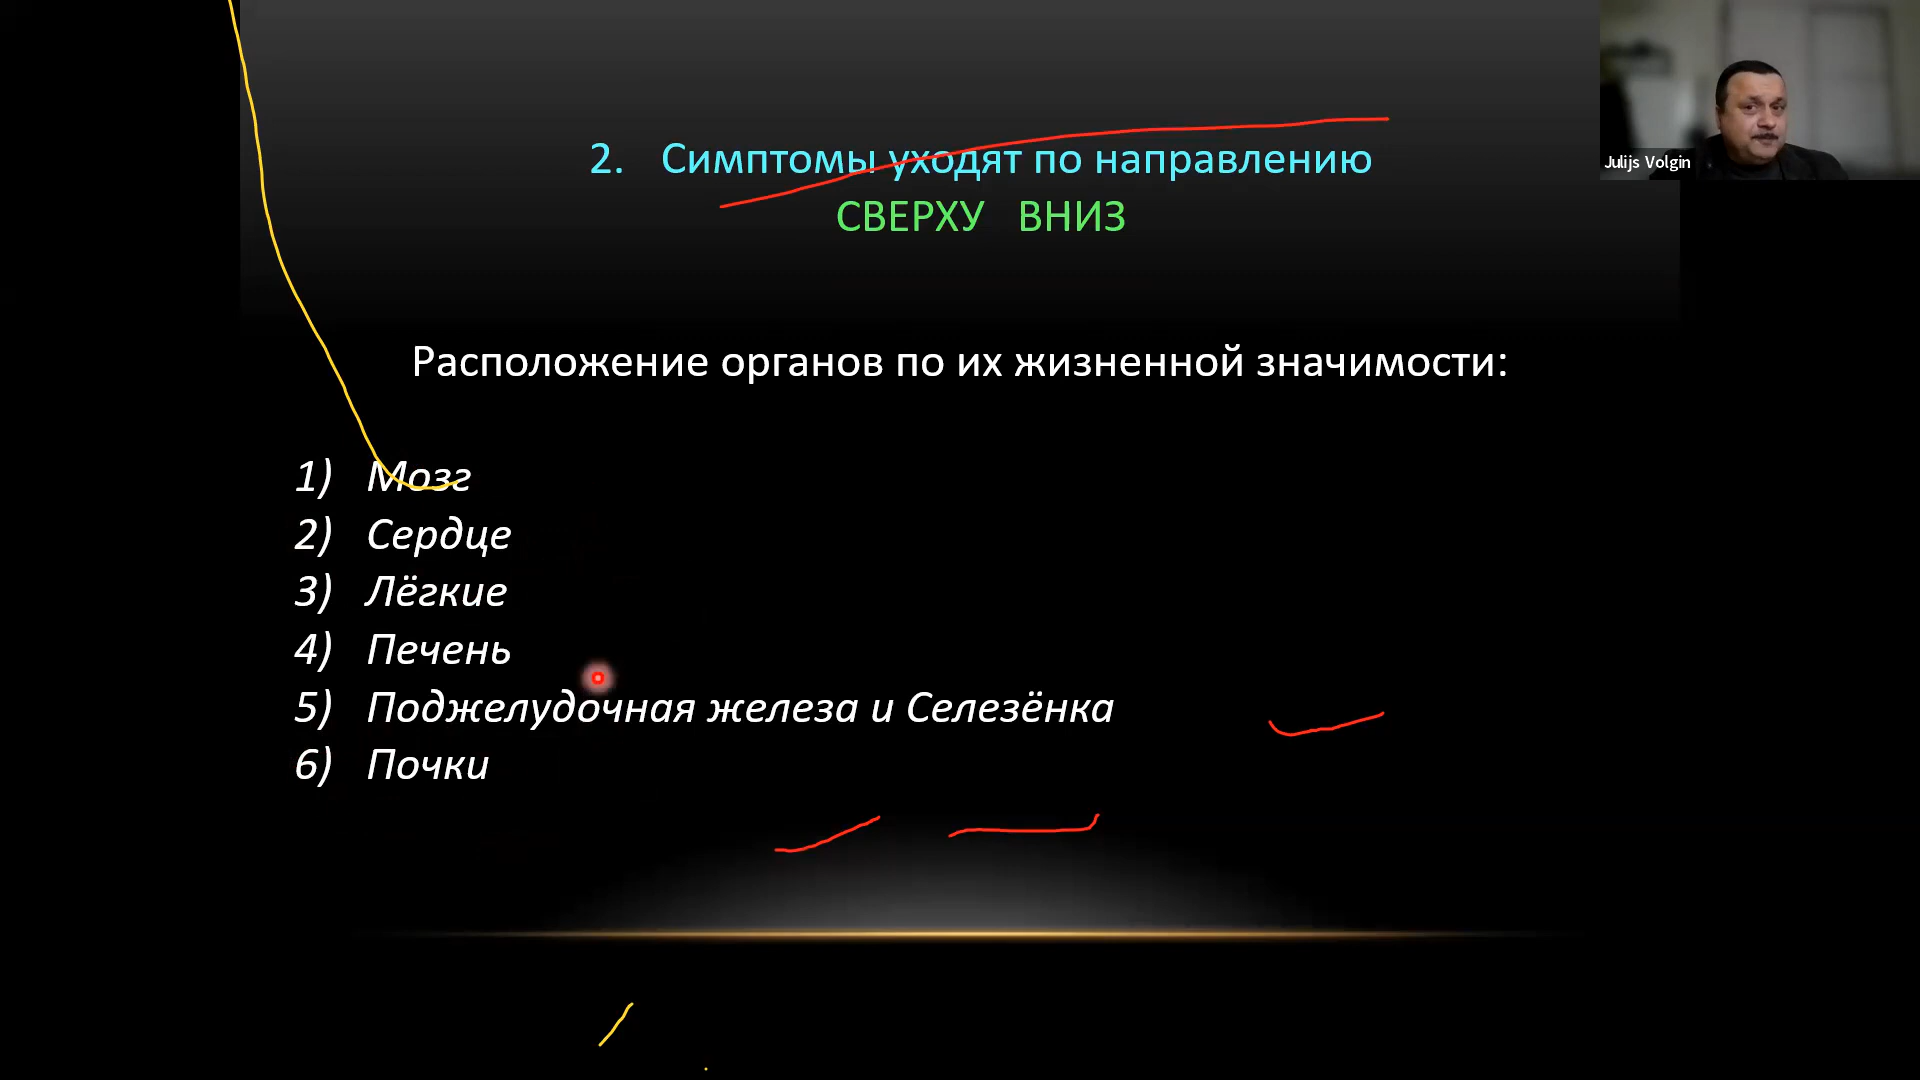 2. Симптомы уходят по направлению
СВЕРХУ ВНИЗ
Julijs Volgin
Расположение органов по их жизненной значимости:
1) Мозг
2) Сердце
3) Лёгкие
4) Печень
5) Поджелудочная железа и Селезёнка
6) Почки